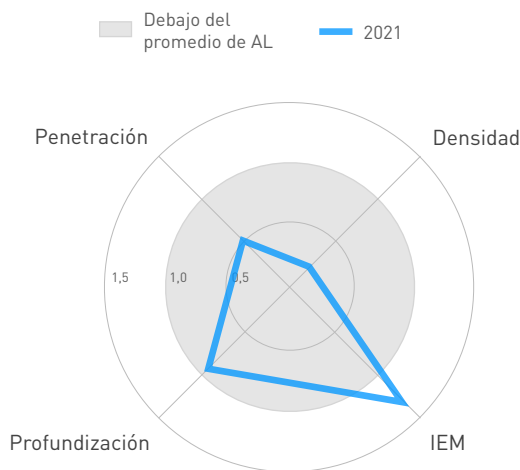 Debajo del
promedio de AL
2021
Penetración
Densidad
1,5
1,0
0,5
Profundización
IEM